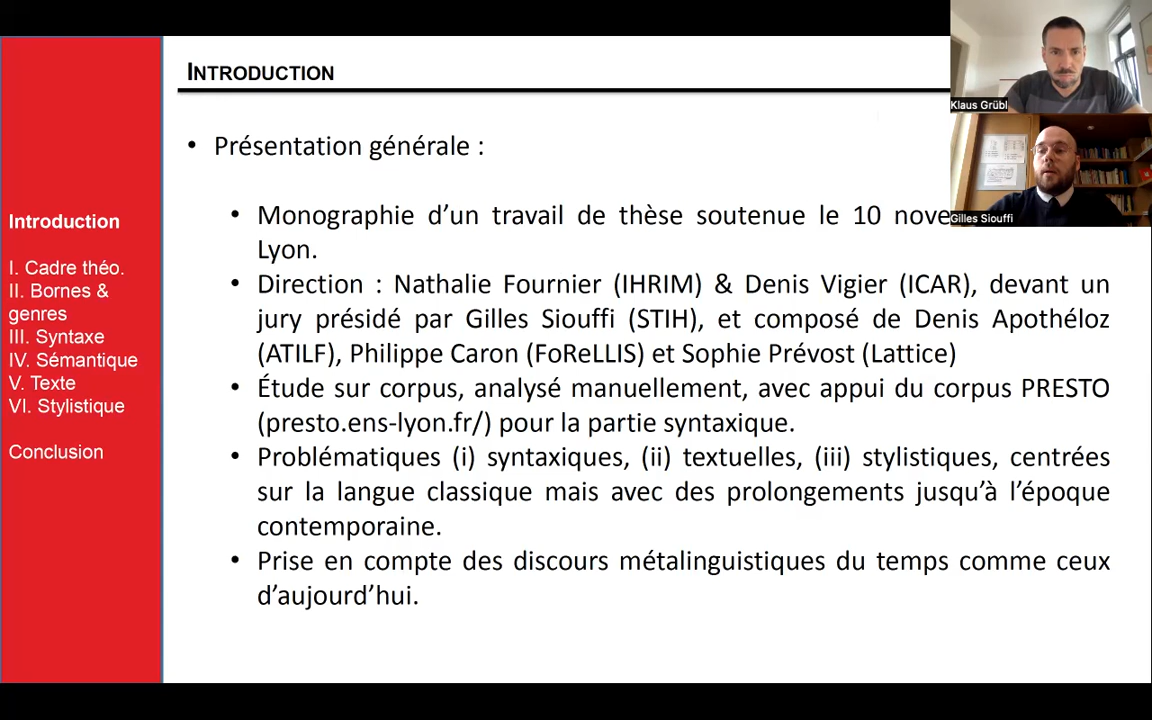 INTRODUCTION
• Présentation générale :
• Monographie d’un travail de thèse soutenue le 10 nove
Lyon.
• Direction : Nathalie Fournier (IHRIM) & Denis Vigier (ICAR), devant un
jury présidé par Gilles Siouffi (STIH), et composé de Denis Apothéloz
(ATILF), Philippe Caron (FoReLLIS) et Sophie Prévost (Lattice)
• Étude sur corpus, analysé manuellement, avec appui du corpus PRESTO
(presto.ens-lyon.fr/) pour la partie syntaxique.
• Problématiques (i) syntaxiques, (ii) textuelles, (iii) stylistiques, centrées
sur la langue classique mais avec des prolongements jusqu’à l’époque
contemporaine.
• Prise en compte des discours métalinguistiques du temps comme ceux
d’aujourd’hui.
Introduction
I. Cadre théo.
II. Bornes &
genres
III. Syntaxe
IV. Sémantique
V. Texte
VI. Stylistique
Conclusion
Klaus Grübl
Gilles Siouffi